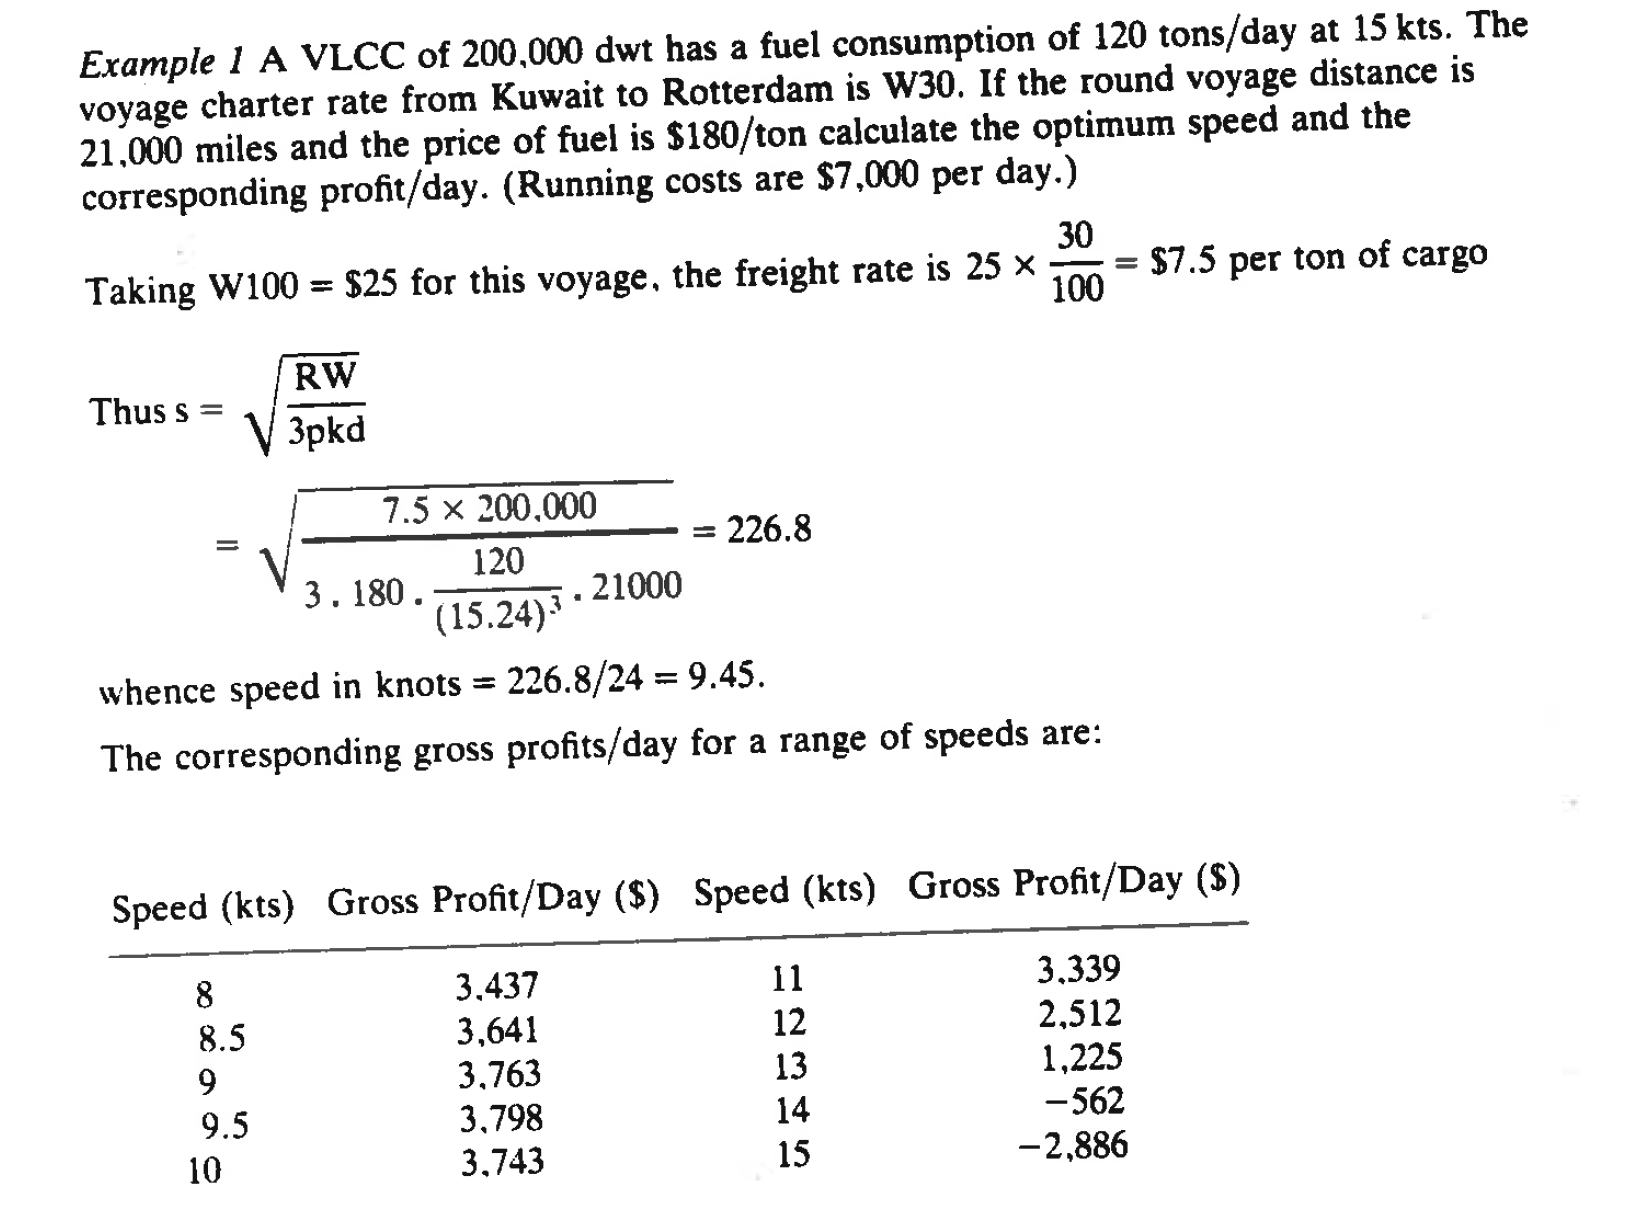 Example 1 A VLCC of 200,000 dwt has a fuel consumption of 120 tons/day at 15 kts. The
voyage charter rate from Kuwait to Rotterdam is W30. If the round voyage distance is
21,000 miles and the price of fuel is $180/ton calculate the optimum speed and the
corresponding profit/day. (Running costs are $7,000 per day.)
Taking W100 = $25 for this voyage, the freight rate is 25 × 30/100 = $7.5 per ton of cargo
Thus s = √(RW/3pkd)
= √(7.5 × 200,000 / (3 . 180 . 120/(15.24)³ . 21000)) = 226.8
whence speed in knots = 226.8/24 = 9.45.
The corresponding gross profits/day for a range of speeds are:
Speed (kts) Gross Profit/Day ($) Speed (kts) Gross Profit/Day ($)
8 3,437 11 3,339
8.5 3,641 12 2,512
9 3,763 13 1,225
9.5 3,798 14 −562
10 3,743 15 −2,886